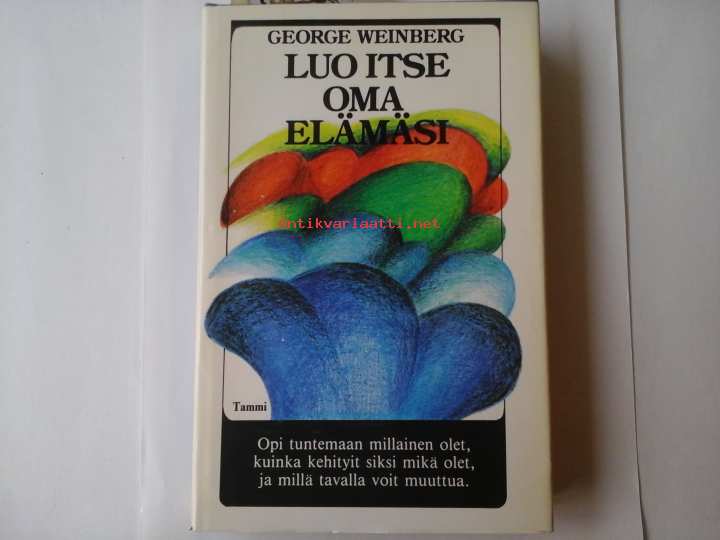 GEORGE WEINBERG
LUO ITSE
OMA
ELÄMÄSI
Antikvariaatti.net
Tammi
Opi tuntemaan millainen olet,
kuinka kehityit siksi mikä olet,
ja millä tavalla voit muuttua.